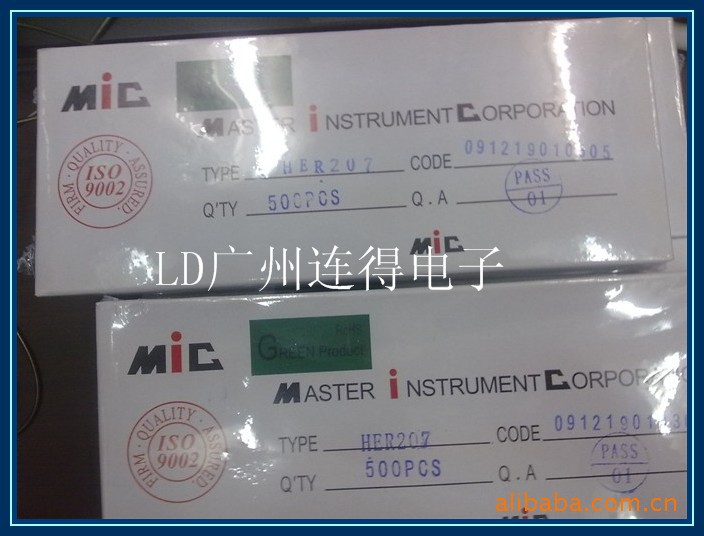 MIC
MASTER INSTRUMENT CORPORATION
FIRM · QUALITY · ASSURED.
ISO
9002
TYPE HER207 CODE
Q'TY 500PCS Q.A
PASS
01
MIC
LD广州连得电子
MIC
RoHS
GREEN Product
MASTER INSTRUMENT CORPORATION
FIRM · QUALITY · ASSURED.
ISO
9002
TYPE HER207 CODE
Q'TY 500PCS Q.A
PASS
01
alibaba.com.cn